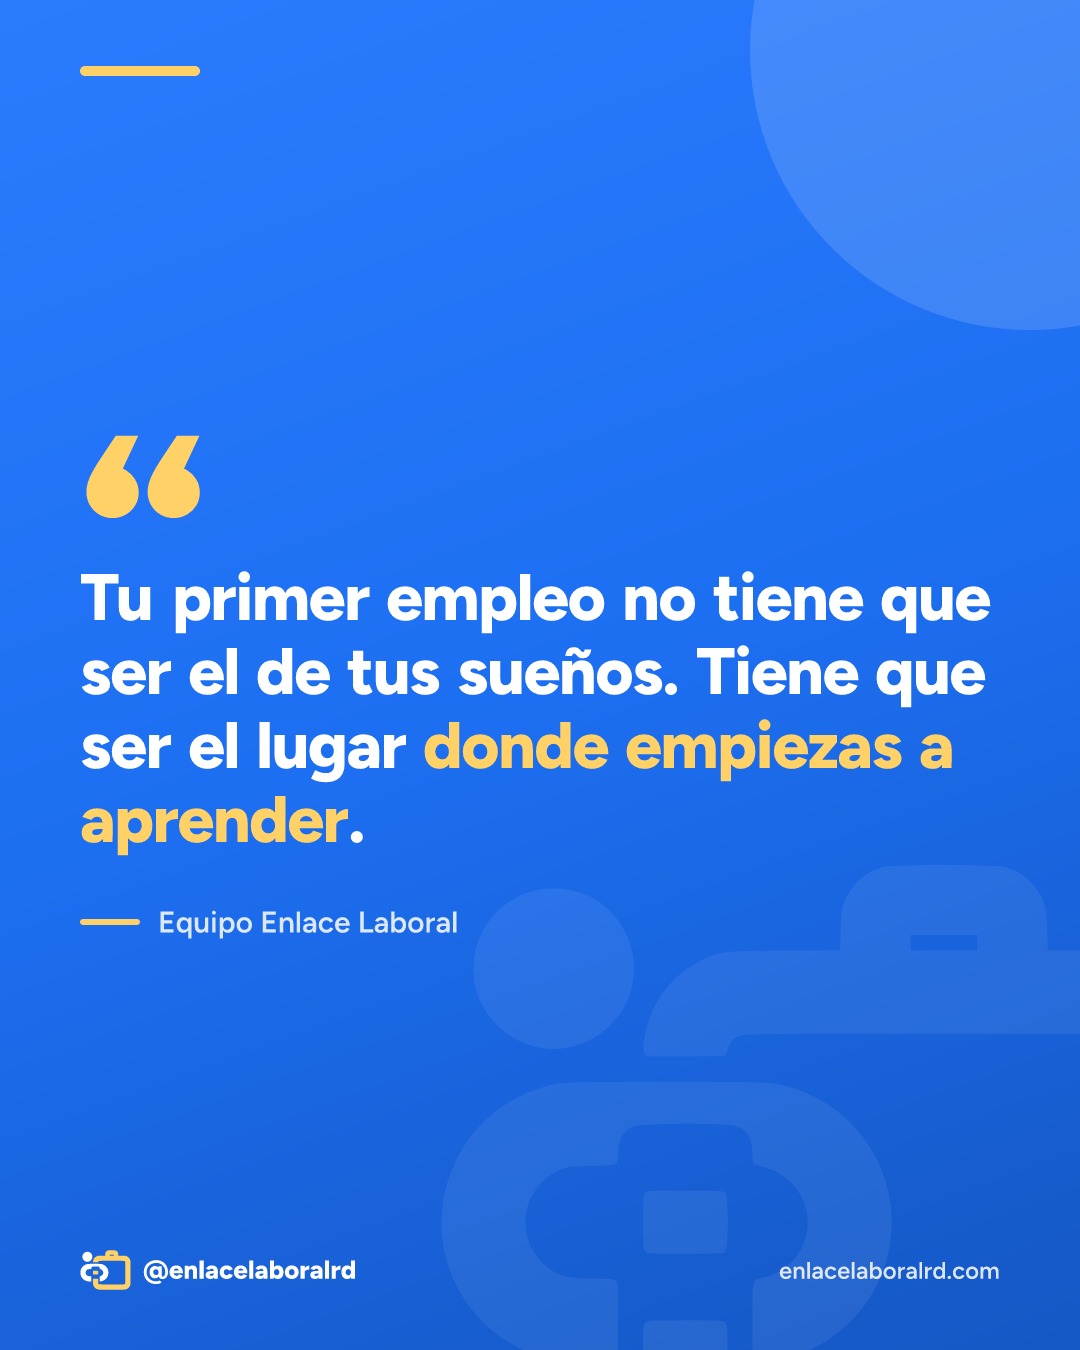 “
Tu primer empleo no tiene que
ser el de tus sueños. Tiene que
ser el lugar donde empiezas a
aprender.
Equipo Enlace Laboral
@enlacelaboralrd
enlacelaboralrd.com